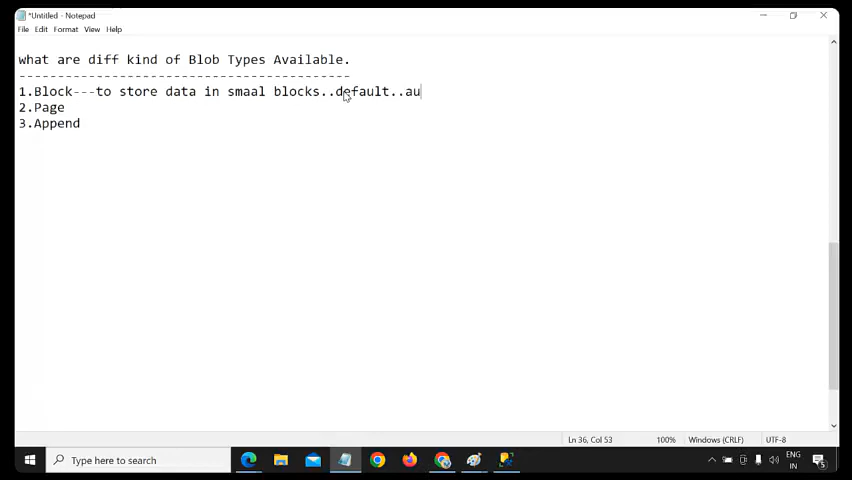 *Untitled - Notepad
File Edit Format View Help
what are diff kind of Blob Types Available.
-------------------------------------------
1.Block---to store data in smaal blocks..default..au
2.Page
3.Append
Ln 36, Col 53 100% Windows (CRLF) UTF-8
Type here to search
ENG
IN
5